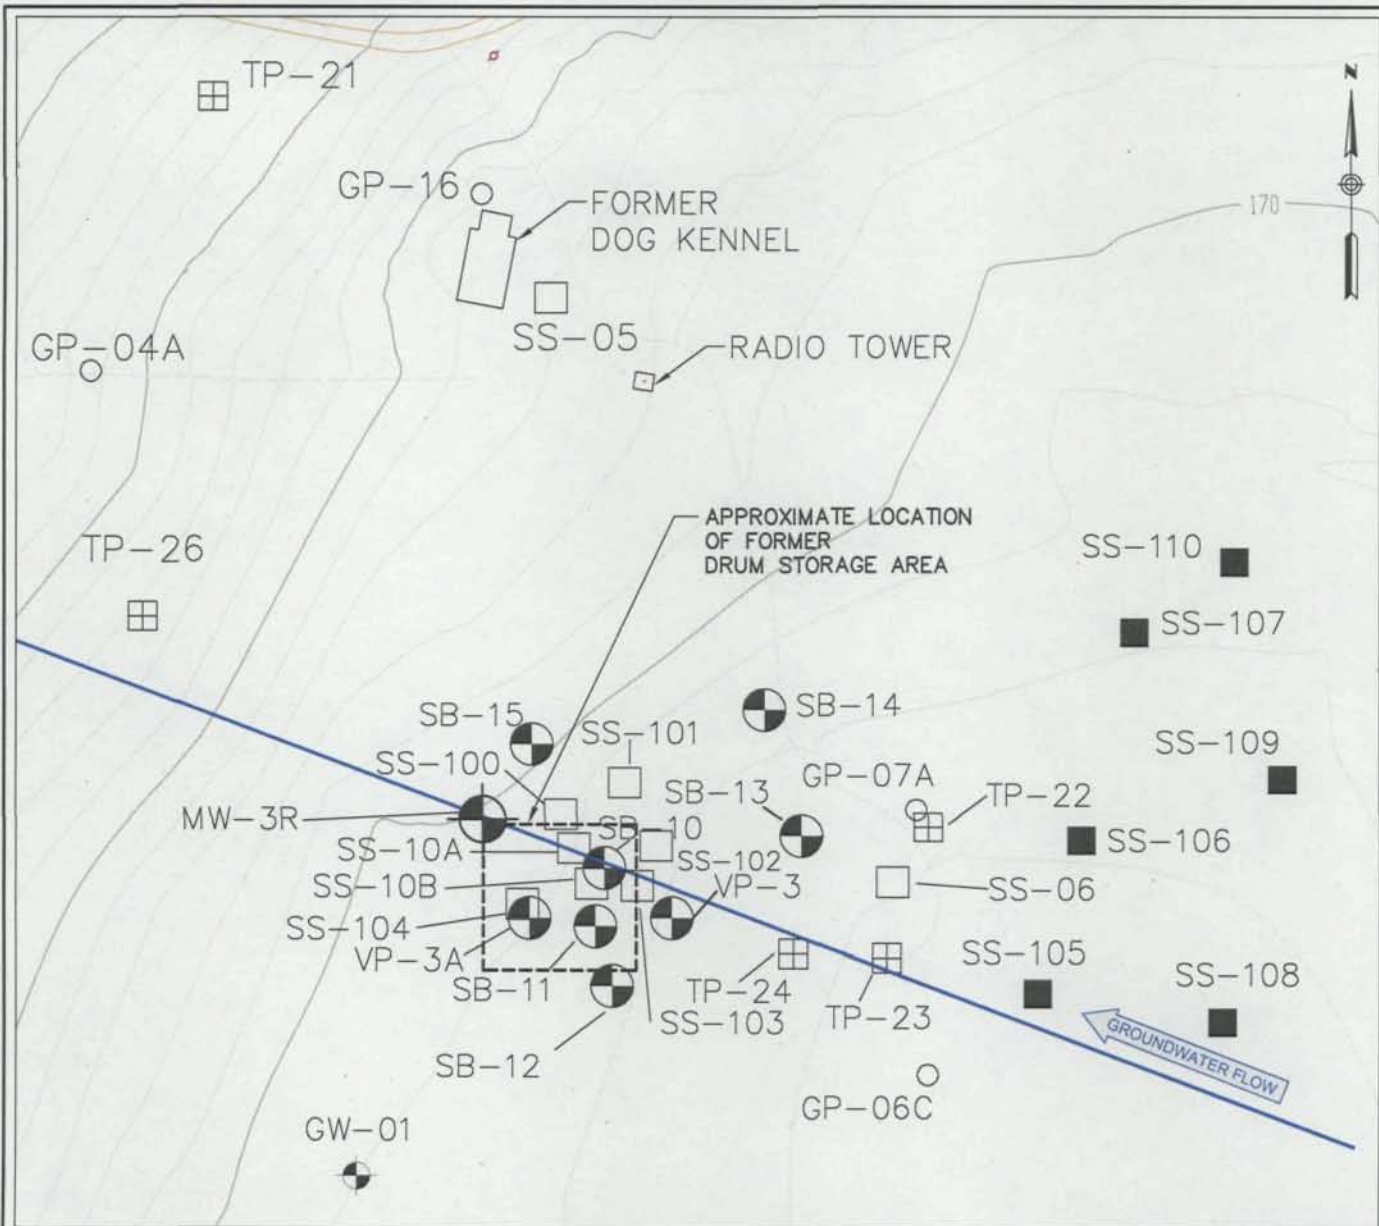 TP-21
N
GP-16
FORMER
DOG KENNEL
170
SS-05
GP-04A
RADIO TOWER
APPROXIMATE LOCATION
OF FORMER
DRUM STORAGE AREA
TP-26
SS-110
SS-107
SB-15
SB-14
SS-101
SS-109
SS-100
GP-07A
SB-13
TP-22
MW-3R
SB-10
SS-106
SS-10A
SS-102
SS-10B
VP-3
SS-06
SS-104
VP-3A
SS-105
SS-108
SB-11
TP-24
TP-23
SS-103
GROUNDWATER FLOW
SB-12
GP-06C
GW-01